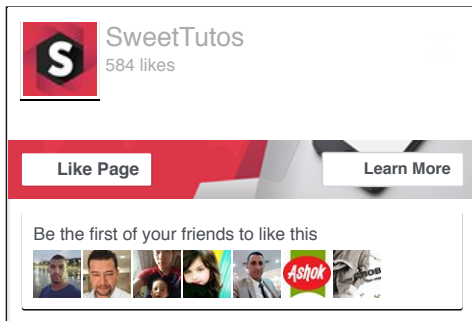 SweetTutos
584 likes
S
Like Page
Learn More
Be the first of your friends to like this
Ashok